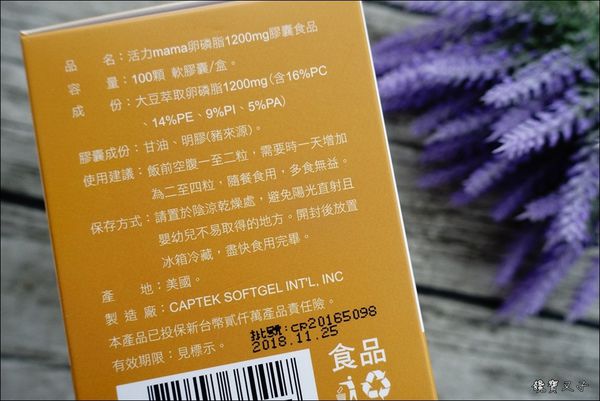 品　　名：活力mama卵磷脂1200mg膠囊食品
容　　量：100顆 軟膠囊/盒。
成　　份：大豆萃取卵磷脂1200mg(含16%PC
、14%PE、9%PI、5%PA)
膠囊成份：甘油、明膠(豬來源)。
使用建議：飯前空腹一至二粒，需要時一天增加
為二至四粒，隨餐食用，多食無益。
保存方式：請置於陰涼乾燥處，避免陽光直射且
嬰幼兒不易取得的地方。開封後放置
冰箱冷藏，盡快食用完畢。
產　　地：美國。
製 造 廠：CAPTEK SOFTGEL INT'L, INC
本產品已投保新台幣貳仟萬產品責任險。
有效期限：見標示。
批號:CP20165098
2018.11.25
食品